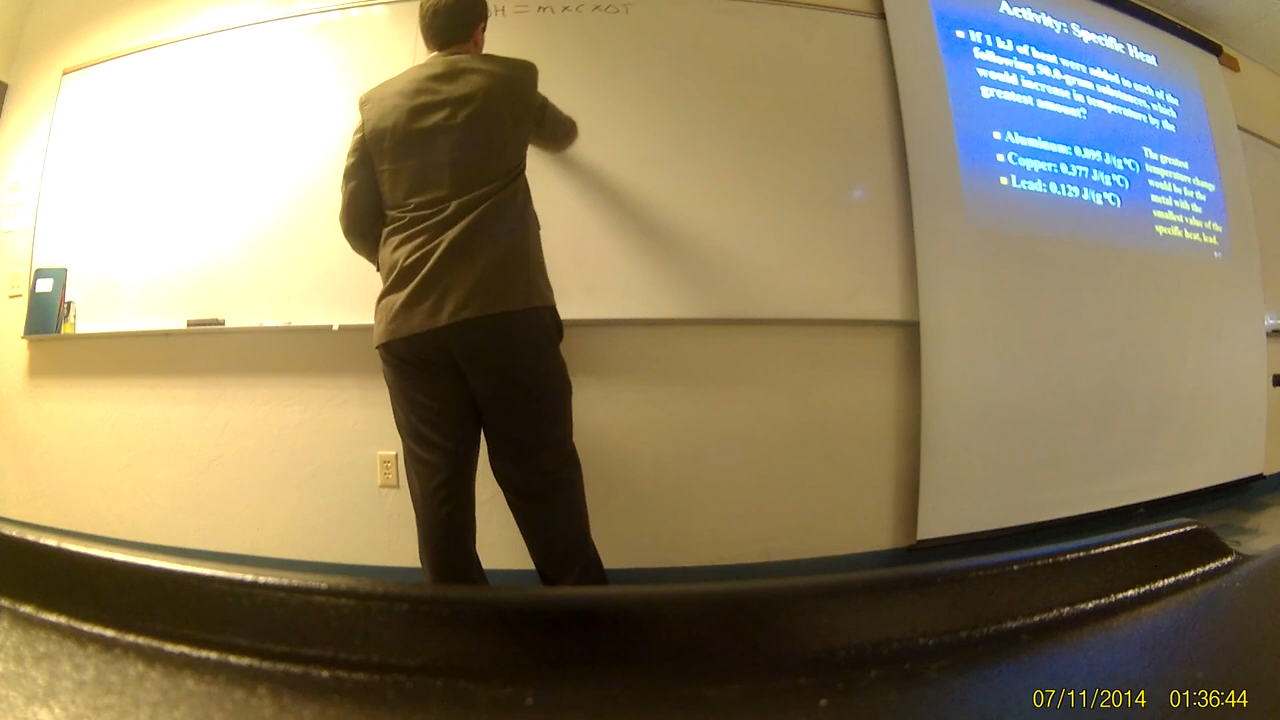 H = m × c × ΔT
Activity: Specific Heat
If 1 kJ of heat were added to each of the
following 50.0-gram substances, which
would increase in temperature by the
greatest amount?
Aluminum: 0.895 J/(g°C)
Copper: 0.377 J/(g°C)
Lead: 0.129 J/(g°C)
The greatest
temperature change
would be for the
metal with the
smallest value of the
specific heat, lead.
07/11/2014 01:36:44